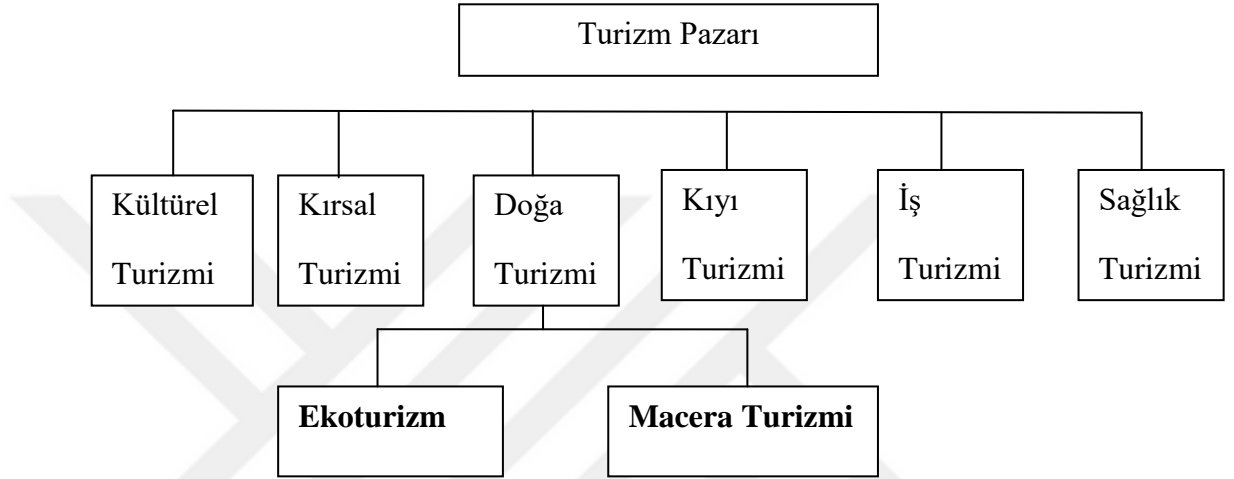 Turizm Pazarı
Kültürel
Turizmi
Kırsal
Turizmi
Doğa
Turizmi
Kıyı
Turizmi
İş
Turizmi
Sağlık
Turizmi
Ekoturizm
Macera Turizmi